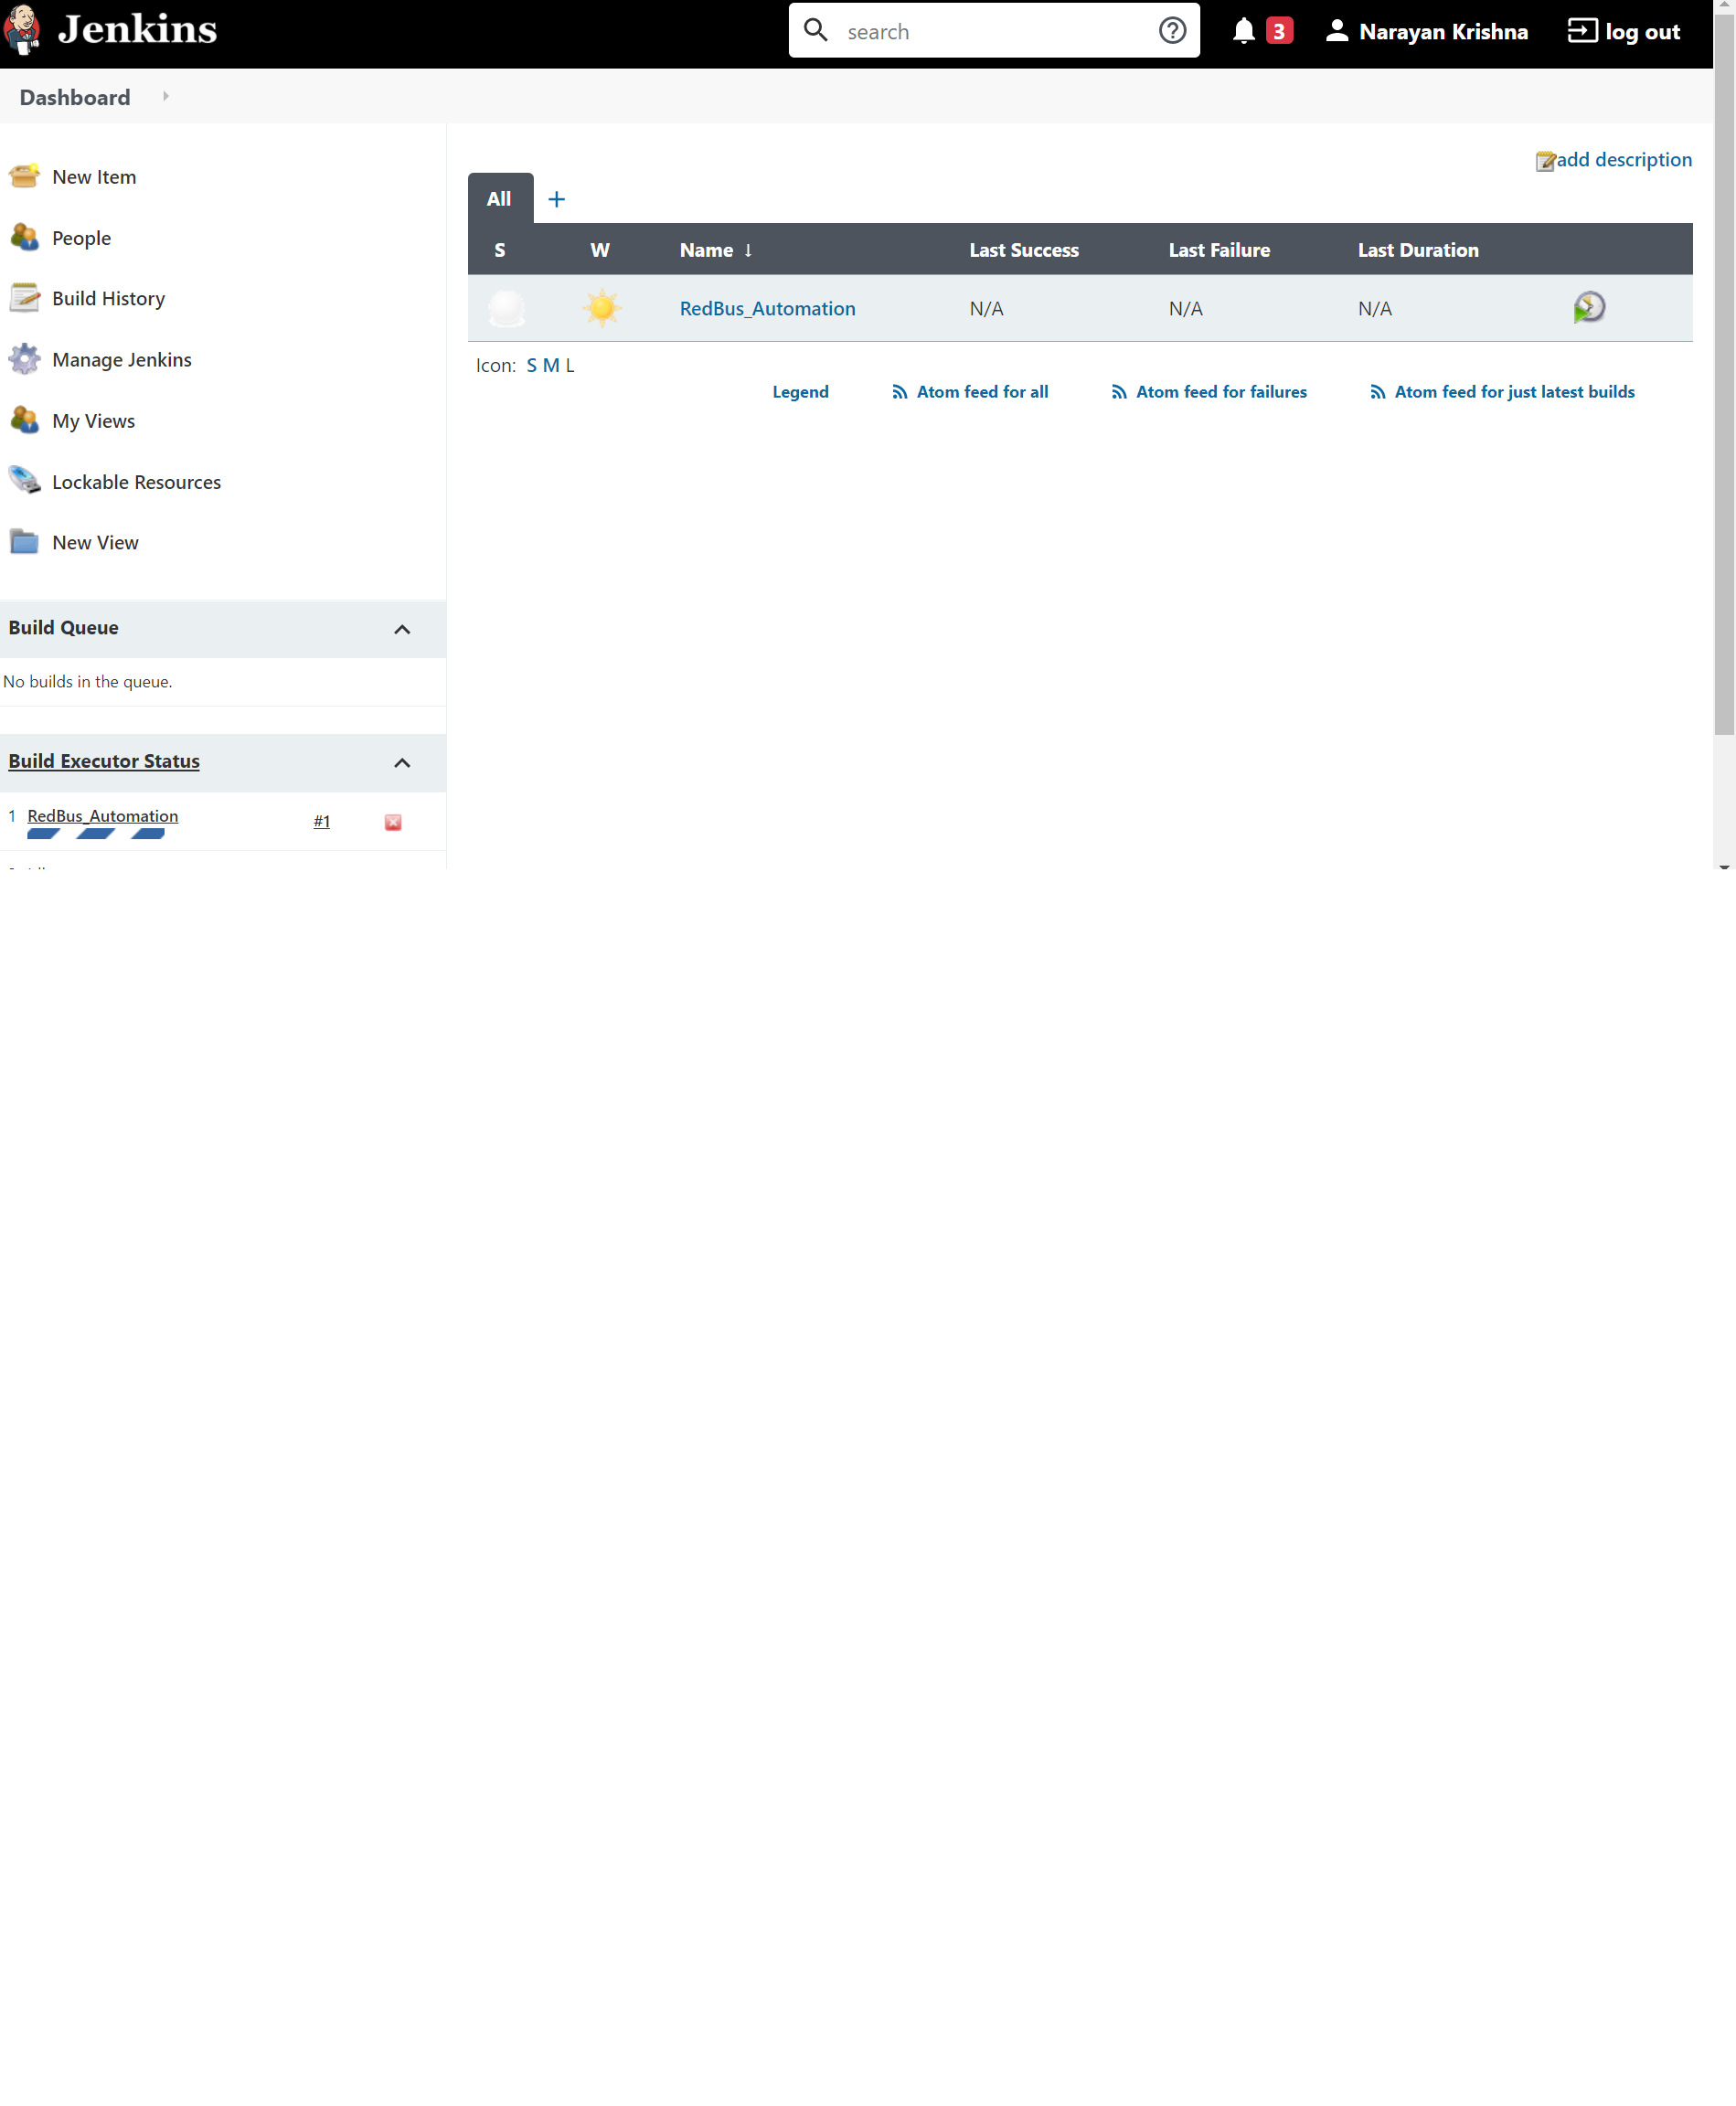 Jenkins
search
3
Narayan Krishna
log out
Dashboard
New Item
People
Build History
Manage Jenkins
My Views
Lockable Resources
New View
Build Queue
No builds in the queue.
Build Executor Status
1 RedBus_Automation #1
add description
All +
S W Name ↓ Last Success Last Failure Last Duration
RedBus_Automation N/A N/A N/A
Icon: S M L
Legend Atom feed for all Atom feed for failures Atom feed for just latest builds